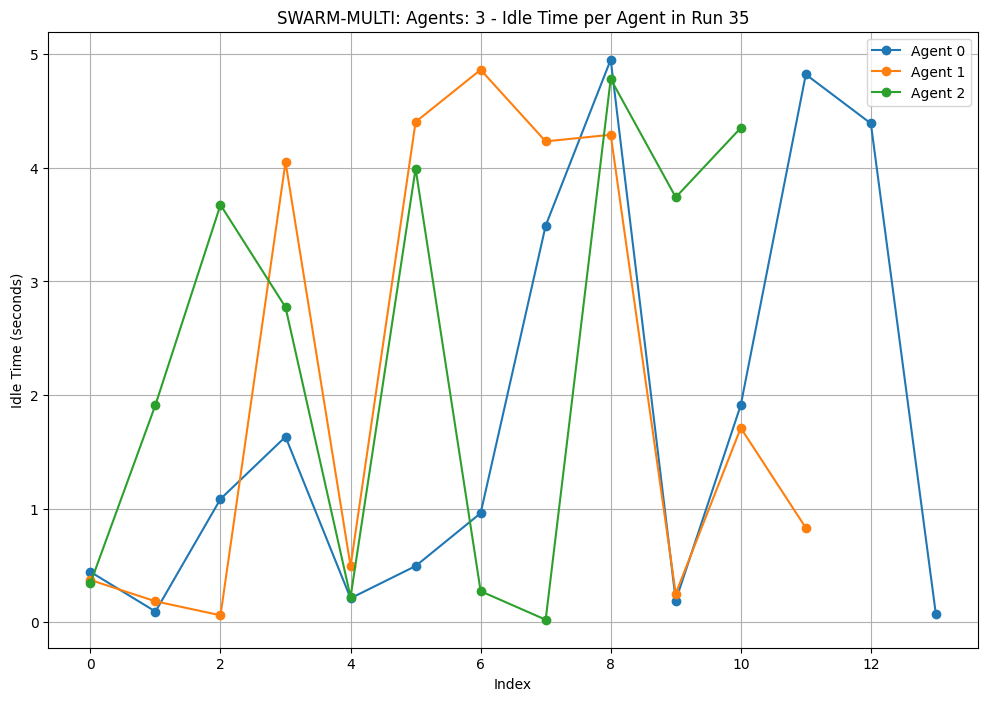 SWARM-MULTI: Agents: 3 - Idle Time per Agent in Run 35
Agent 0
Agent 1
Agent 2
Idle Time (seconds)
5
4
3
2
1
0
0 2 4 6 8 10 12
Index